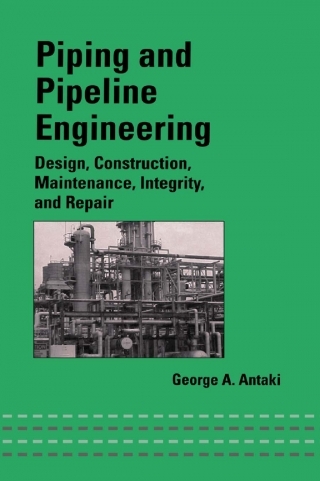 Piping and
Pipeline
Engineering
Design, Construction,
Maintenance, Integrity,
and Repair
George A. Antaki